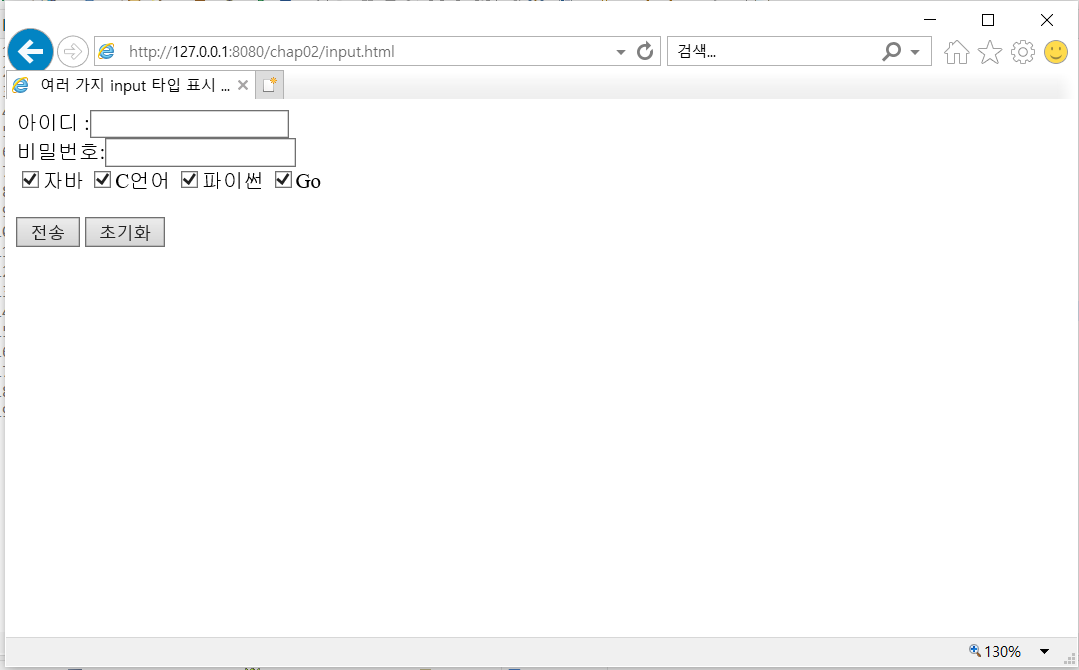 http://127.0.0.1:8080/chap02/input.html
검색...
여러 가지 input 타입 표시 ...
아이디 :
비밀번호:
자바 C언어 파이썬 Go
전송 초기화
130%